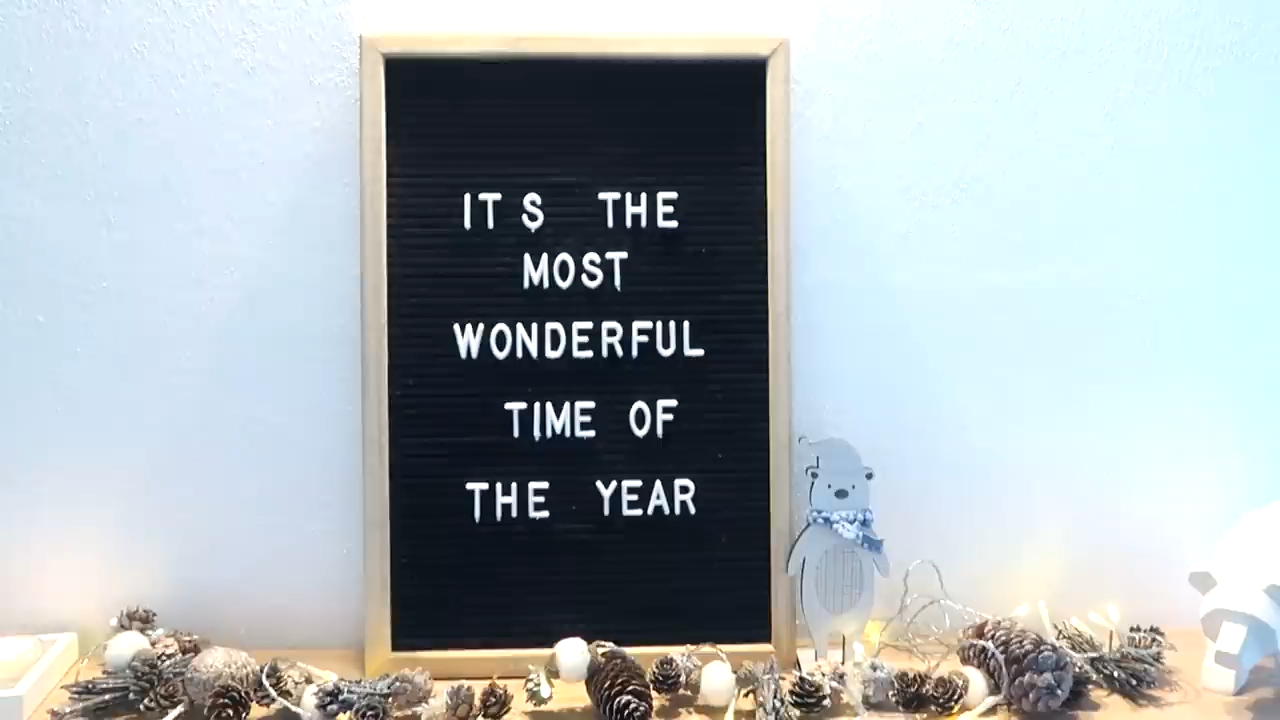 IT S THE
MOST
WONDERFUL
TIME OF
THE YEAR